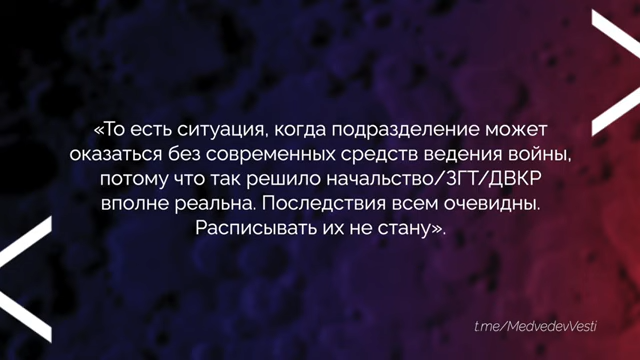 «То есть ситуация, когда подразделение может
оказаться без современных средств ведения войны,
потому что так решило начальство/ЗГТ/ДВКР
вполне реальна. Последствия всем очевидны.
Расписывать их не стану».
t.me/MedvedevVesti